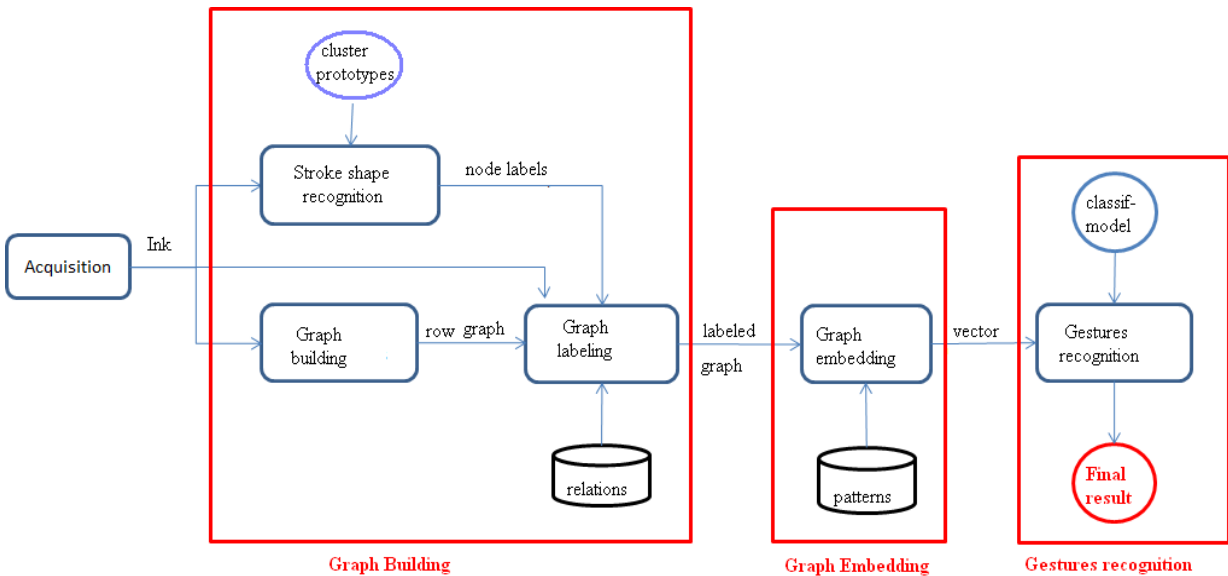 cluster
prototypes
Stroke shape
recognition
node labels
Ink
Acquisition
Graph
building
row graph
Graph
labeling
relations
labeled
graph
Graph
embedding
patterns
vector
classif-
model
Gestures
recognition
Final
result
Graph Building
Graph Embedding
Gestures recognition